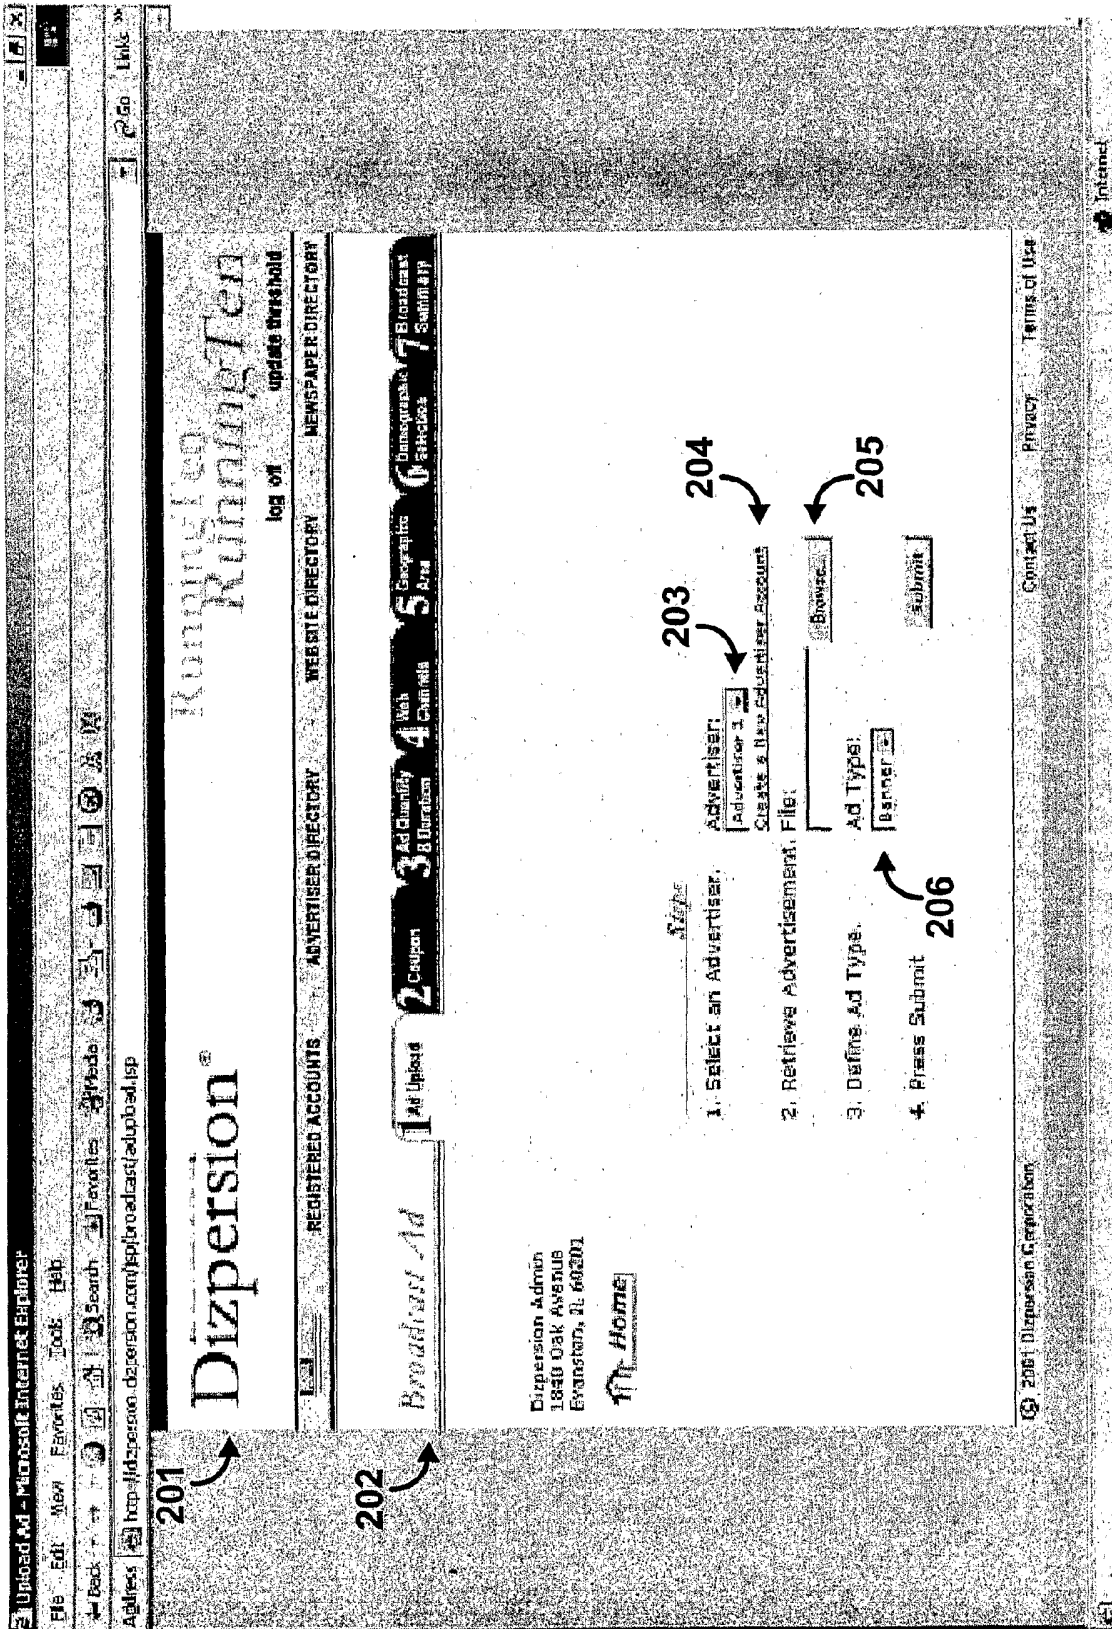 Upload Ad - Microsoft Internet Explorer
File Edit View Favorites Tools Help
Back Search Favorites Media
Address http://dizpersion.dizpersion.com/jsp/broadcast/adupload.jsp Go Links »
201
Dizpersion®
RunningTen
RunningTen
log off update threshold
REGISTERED ACCOUNTS ADVERTISER DIRECTORY WEBSITE DIRECTORY NEWSPAPER DIRECTORY
202
Broadcast Ad
1 Ad Upload
2 Coupon
3 Ad Quantity & Duration
4 Web Channels
5 Geographic Area
6 Demographic Selection
7 Broadcast Summary
Dizpersion Admin
1840 Oak Avenue
Evanston, IL 60201
Home
Steps
1. Select an Advertiser.
Advertiser:
Advertiser 1
203
Create a New Advertiser Account
204
2. Retrieve Advertisement.
File:
Browse...
205
3. Define Ad Type.
Ad Type:
Banner
206
4. Press Submit
Submit
© 2001 Dizpersion Corporation
Contact Us Privacy Terms of Use
Internet